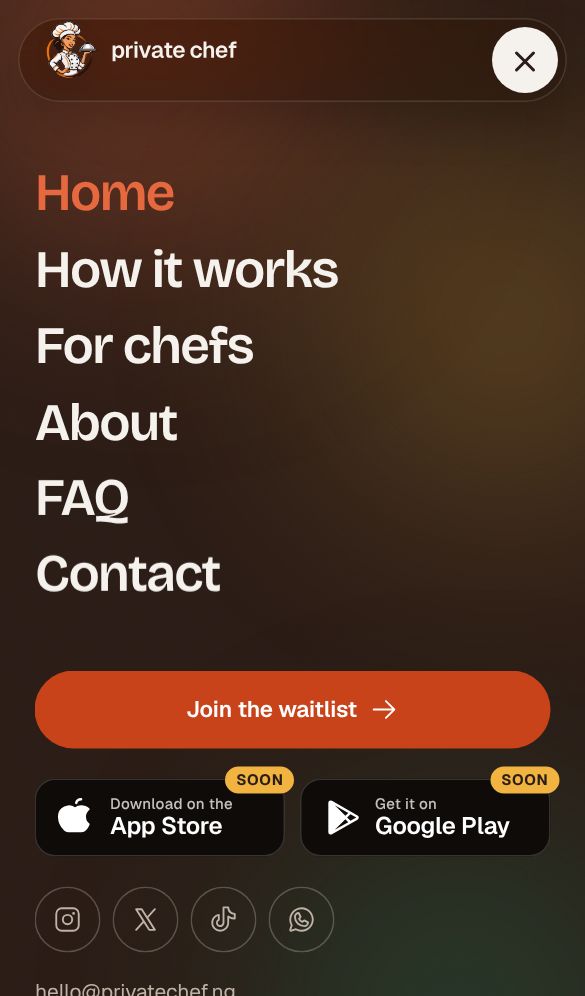 private chef
Home
How it works
For chefs
About
FAQ
Contact
Join the waitlist
SOON
SOON
Download on the
App Store
Get it on
Google Play
hello@privatechef.ng